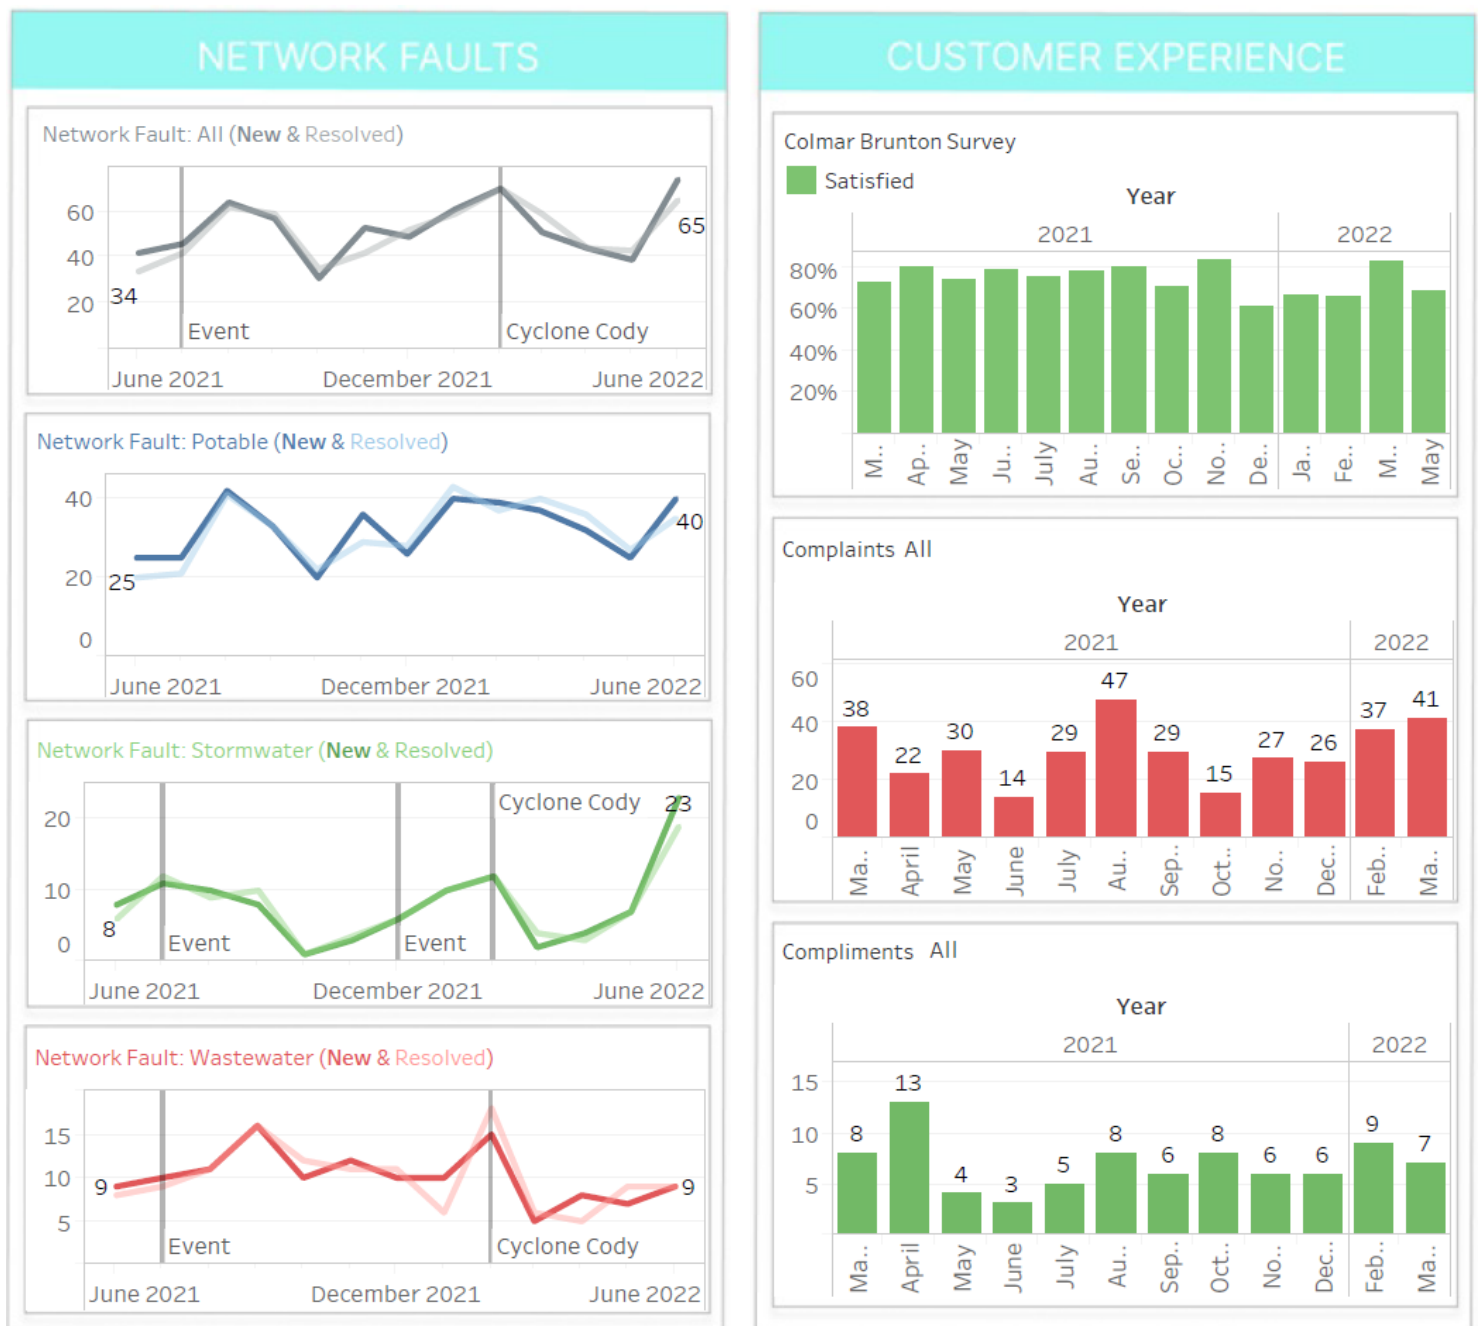 NETWORK FAULTS
Network Fault: All (New & Resolved)
60
40
20
34
65
Event
Cyclone Cody
June 2021
December 2021
June 2022
Network Fault: Potable (New & Resolved)
40
20
0
25
40
June 2021
December 2021
June 2022
Network Fault: Stormwater (New & Resolved)
20
10
0
8
23
Event
Event
Cyclone Cody
June 2021
December 2021
June 2022
Network Fault: Wastewater (New & Resolved)
15
10
5
9
9
Event
Cyclone Cody
June 2021
December 2021
June 2022
CUSTOMER EXPERIENCE
Colmar Brunton Survey
Satisfied
Year
2021
2022
80%
60%
40%
20%
M..
Ap..
May
Ju..
July
Au..
Se..
Oc..
No..
De..
Ja..
Fe..
M..
May
Complaints All
Year
2021
2022
60
40
20
0
38
22
30
14
29
47
29
15
27
26
37
41
Ma..
April
May
June
July
Au..
Sep..
Oct..
No..
Dec..
Feb..
Ma..
Compliments All
Year
2021
2022
15
10
5
8
13
4
3
5
8
6
8
6
6
9
7
Ma..
April
May
June
July
Au..
Sep..
Oct..
No..
Dec..
Feb..
Ma..